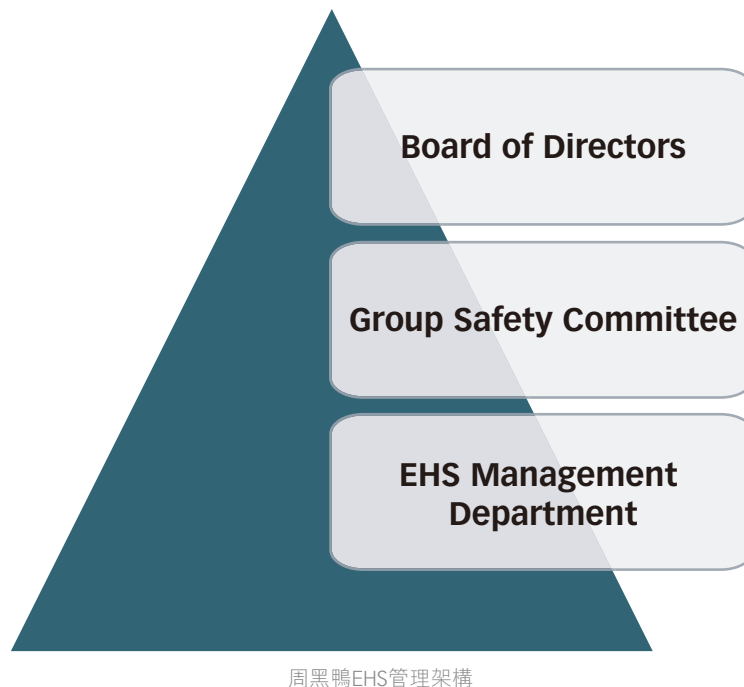 Board of Directors
Group Safety Committee
EHS Management
Department
周黑鴨EHS管理架構